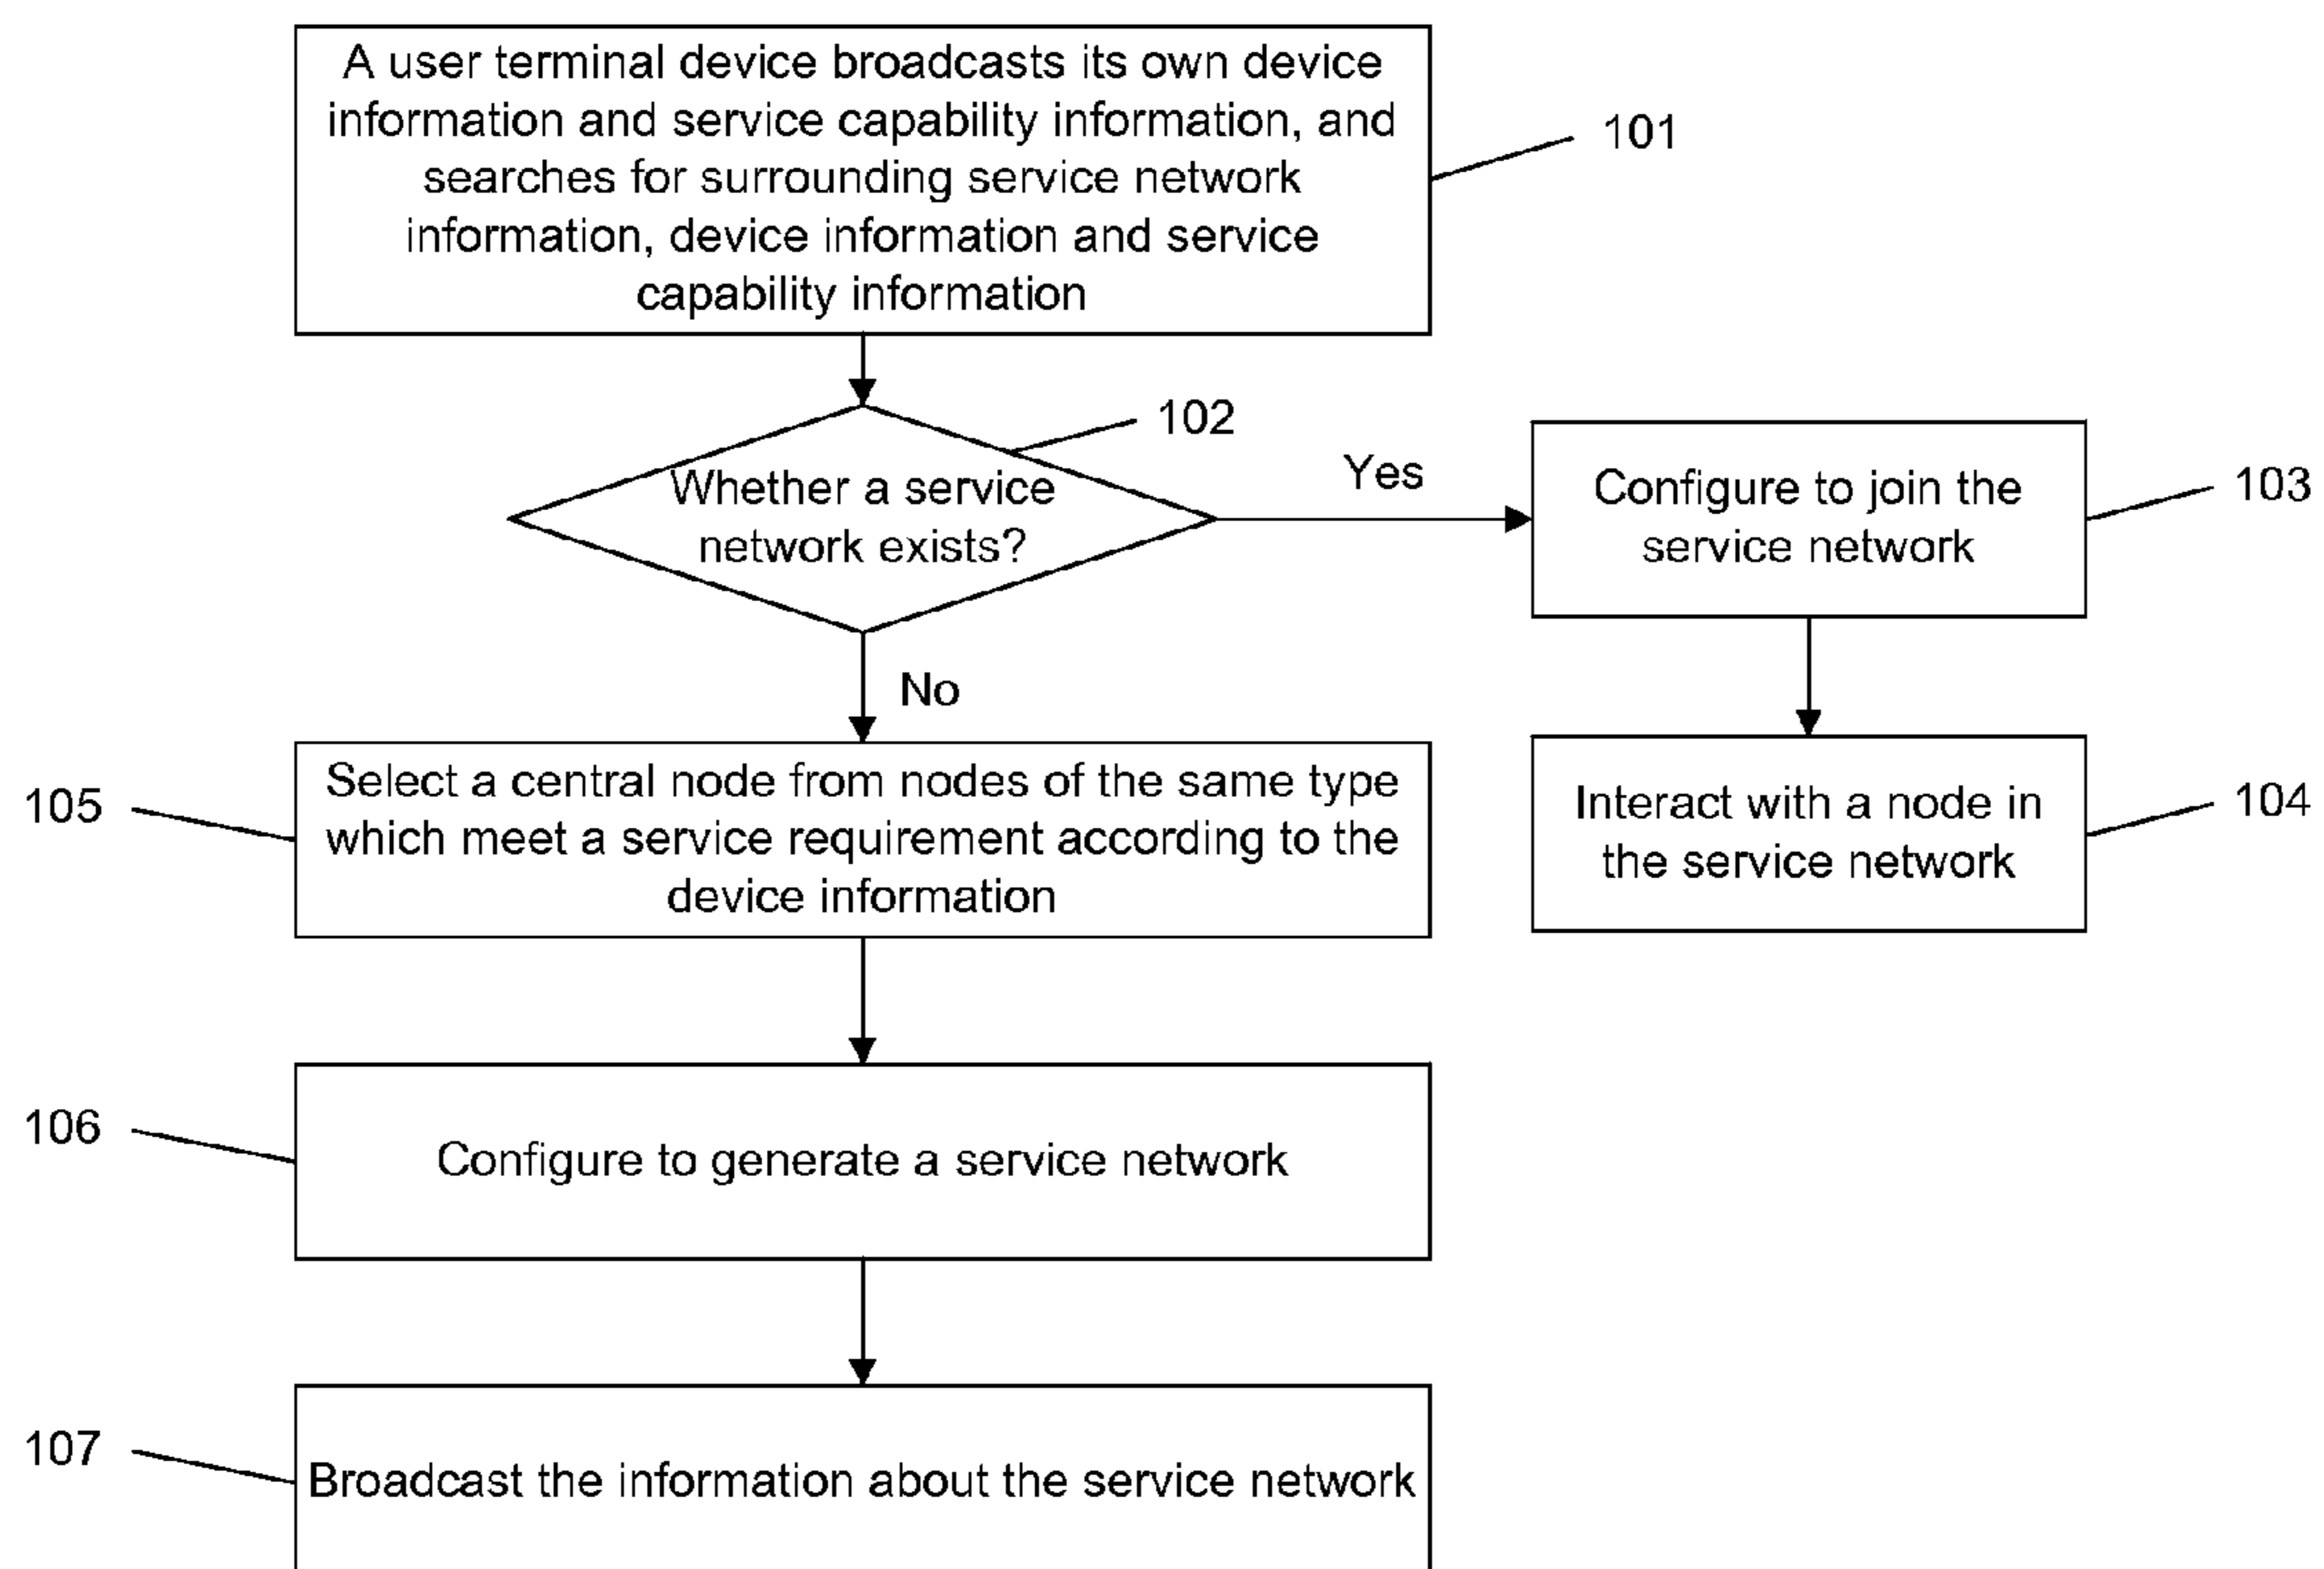 A user terminal device broadcasts its own device
information and service capability information, and
searches for surrounding service network
information, device information and service
capability information
101
102
Whether a service
network exists?
Yes
Configure to join the
service network
103
No
Interact with a node in
the service network
104
105
Select a central node from nodes of the same type
which meet a service requirement according to the
device information
106
Configure to generate a service network
107
Broadcast the information about the service network